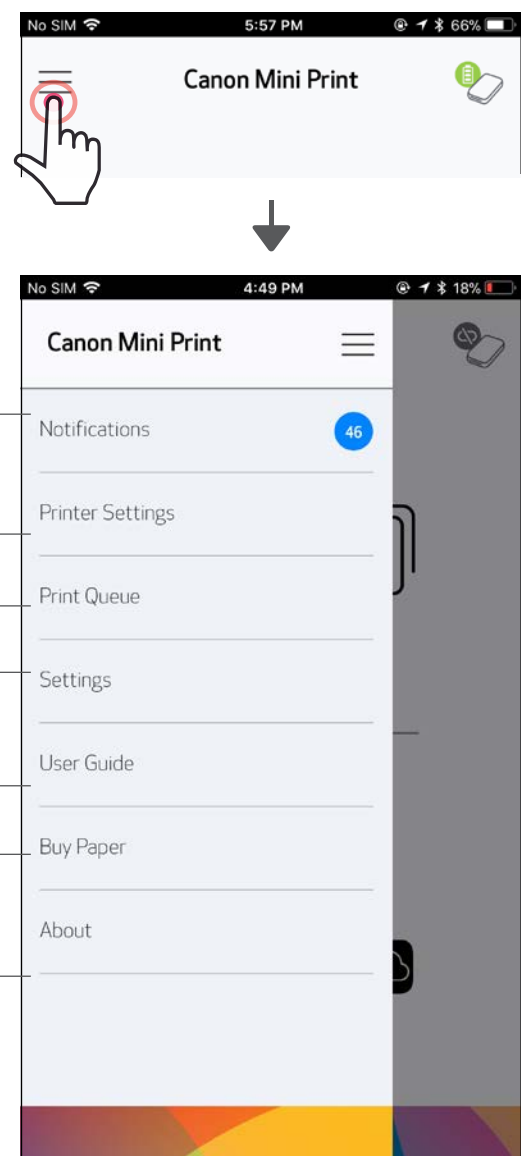 No SIM 5:57 PM 66%
Canon Mini Print
No SIM 4:49 PM 18%
Canon Mini Print
Notifications 46
Printer Settings
Print Queue
Settings
User Guide
Buy Paper
About